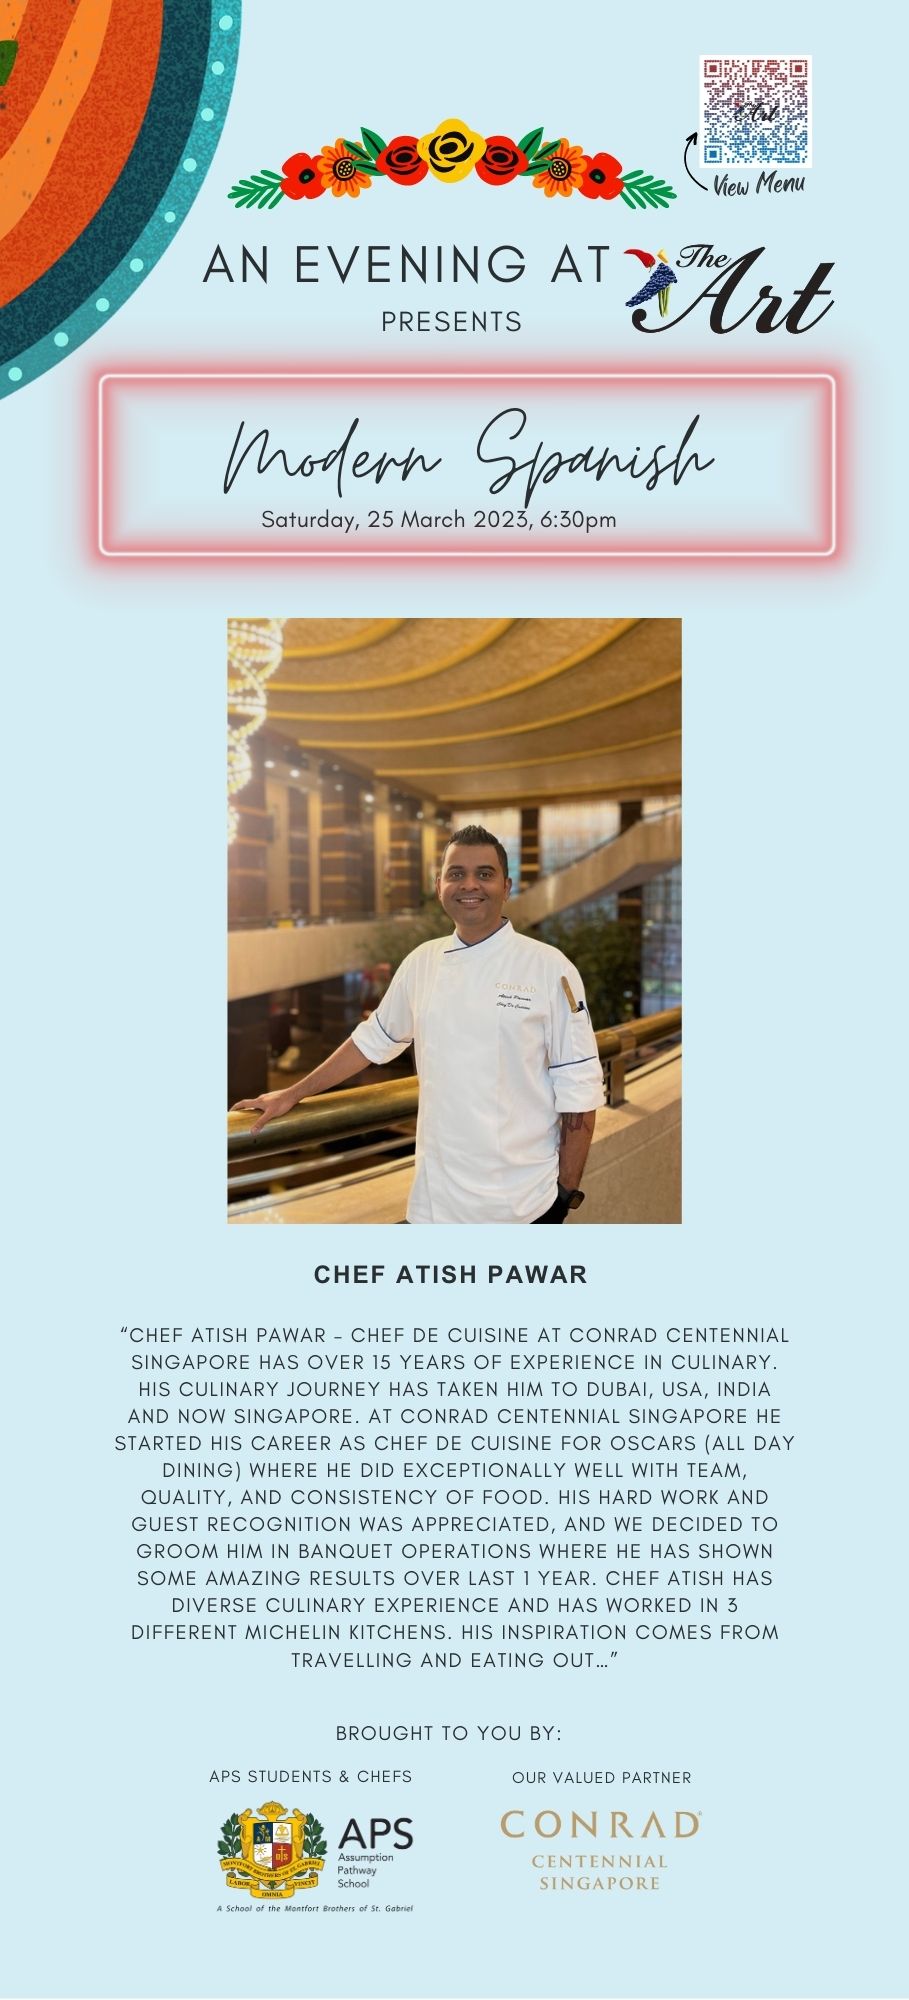 The Art
View Menu
AN EVENING AT The Art
PRESENTS
Modern Spanish
Saturday, 25 March 2023, 6:30pm
CONRAD
Atish Pawar
Chef De Cuisine
CHEF ATISH PAWAR
“CHEF ATISH PAWAR – CHEF DE CUISINE AT CONRAD CENTENNIAL
SINGAPORE HAS OVER 15 YEARS OF EXPERIENCE IN CULINARY.
HIS CULINARY JOURNEY HAS TAKEN HIM TO DUBAI, USA, INDIA
AND NOW SINGAPORE. AT CONRAD CENTENNIAL SINGAPORE HE
STARTED HIS CAREER AS CHEF DE CUISINE FOR OSCARS (ALL DAY
DINING) WHERE HE DID EXCEPTIONALLY WELL WITH TEAM,
QUALITY, AND CONSISTENCY OF FOOD. HIS HARD WORK AND
GUEST RECOGNITION WAS APPRECIATED, AND WE DECIDED TO
GROOM HIM IN BANQUET OPERATIONS WHERE HE HAS SHOWN
SOME AMAZING RESULTS OVER LAST 1 YEAR. CHEF ATISH HAS
DIVERSE CULINARY EXPERIENCE AND HAS WORKED IN 3
DIFFERENT MICHELIN KITCHENS. HIS INSPIRATION COMES FROM
TRAVELLING AND EATING OUT…”
BROUGHT TO YOU BY:
APS STUDENTS & CHEFS
MONTFORT BROTHERS OF ST. GABRIEL
LABOR OMNIA VINCIT
APS
Assumption
Pathway
School
A School of the Montfort Brothers of St. Gabriel
OUR VALUED PARTNER
CONRAD®
CENTENNIAL
SINGAPORE